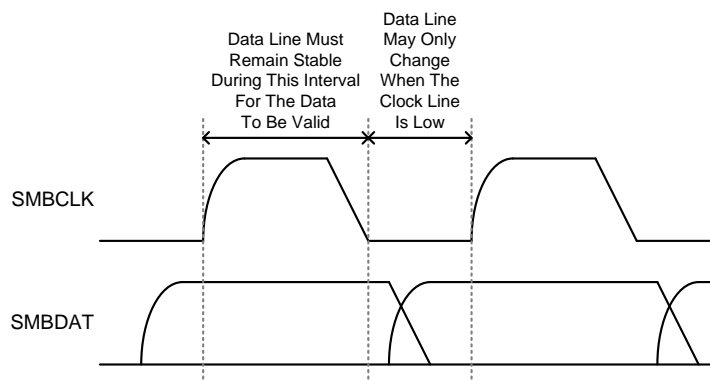 Data Line Must
Remain Stable
During This Interval
For The Data
To Be Valid
Data Line
May Only
Change
When The
Clock Line
Is Low
SMBCLK
SMBDAT